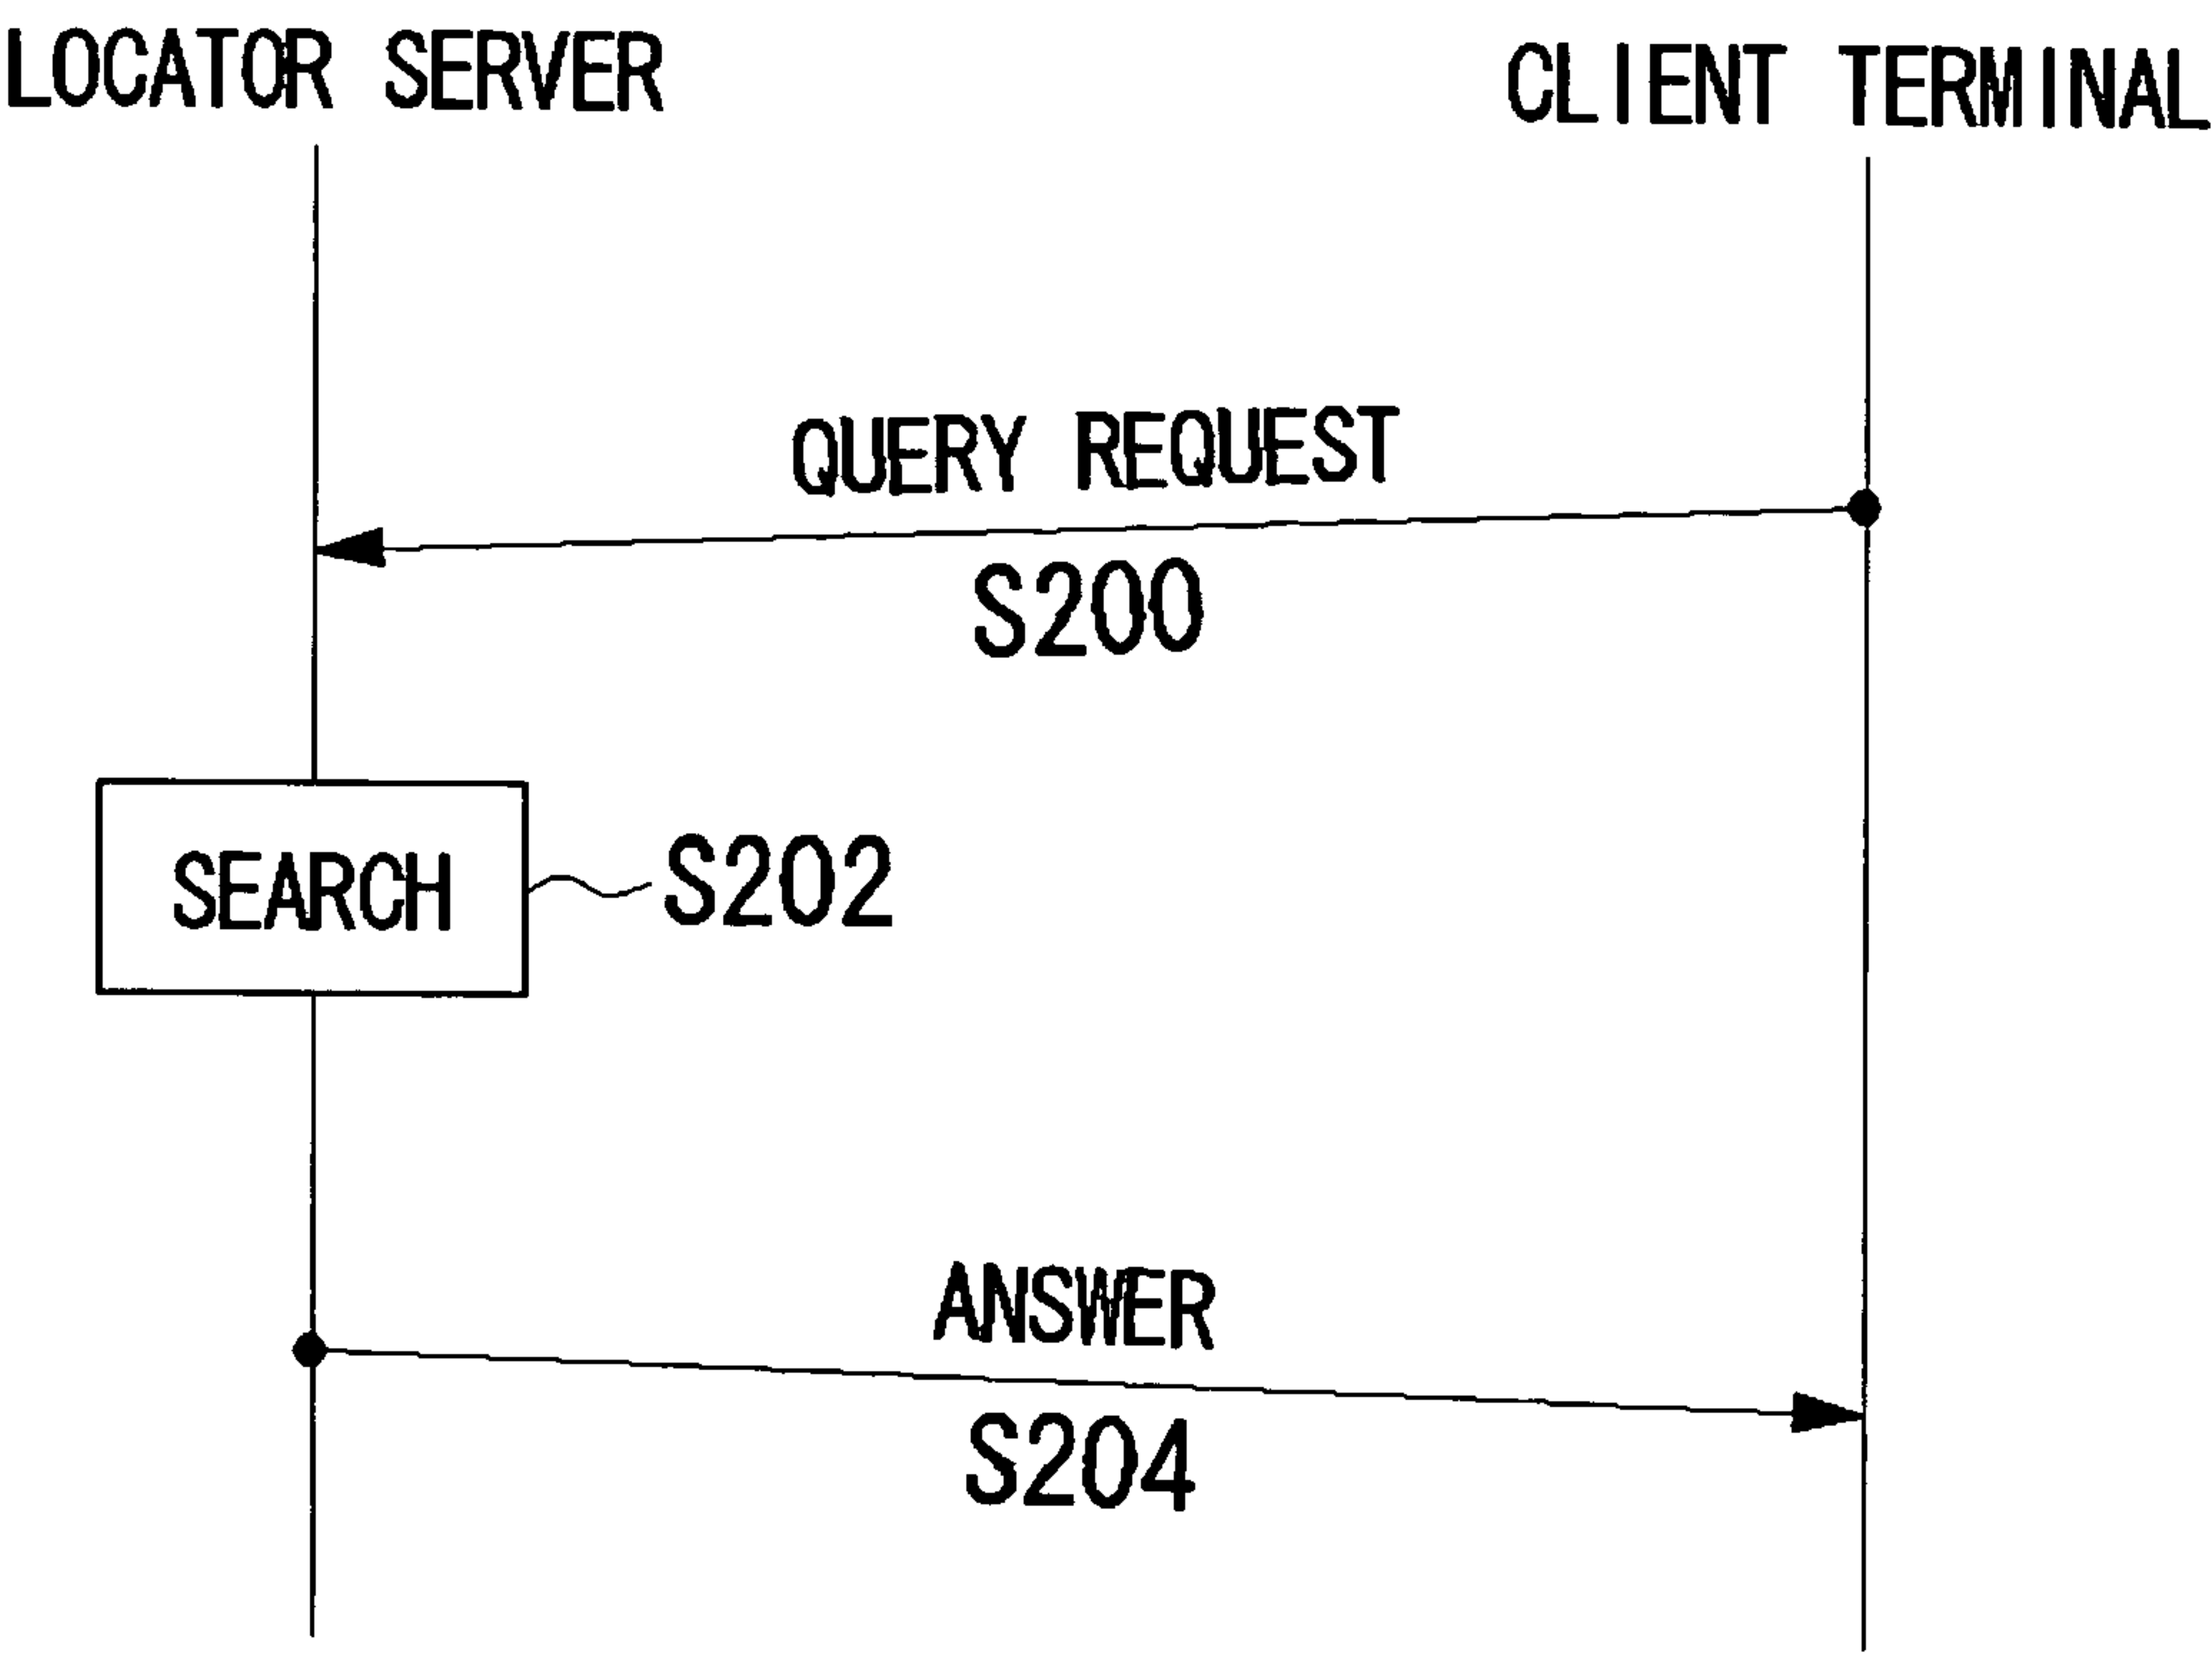 LOCATOR SERVER
CLIENT TERMINAL
QUERY REQUEST
S200
SEARCH
S202
ANSWER
S204